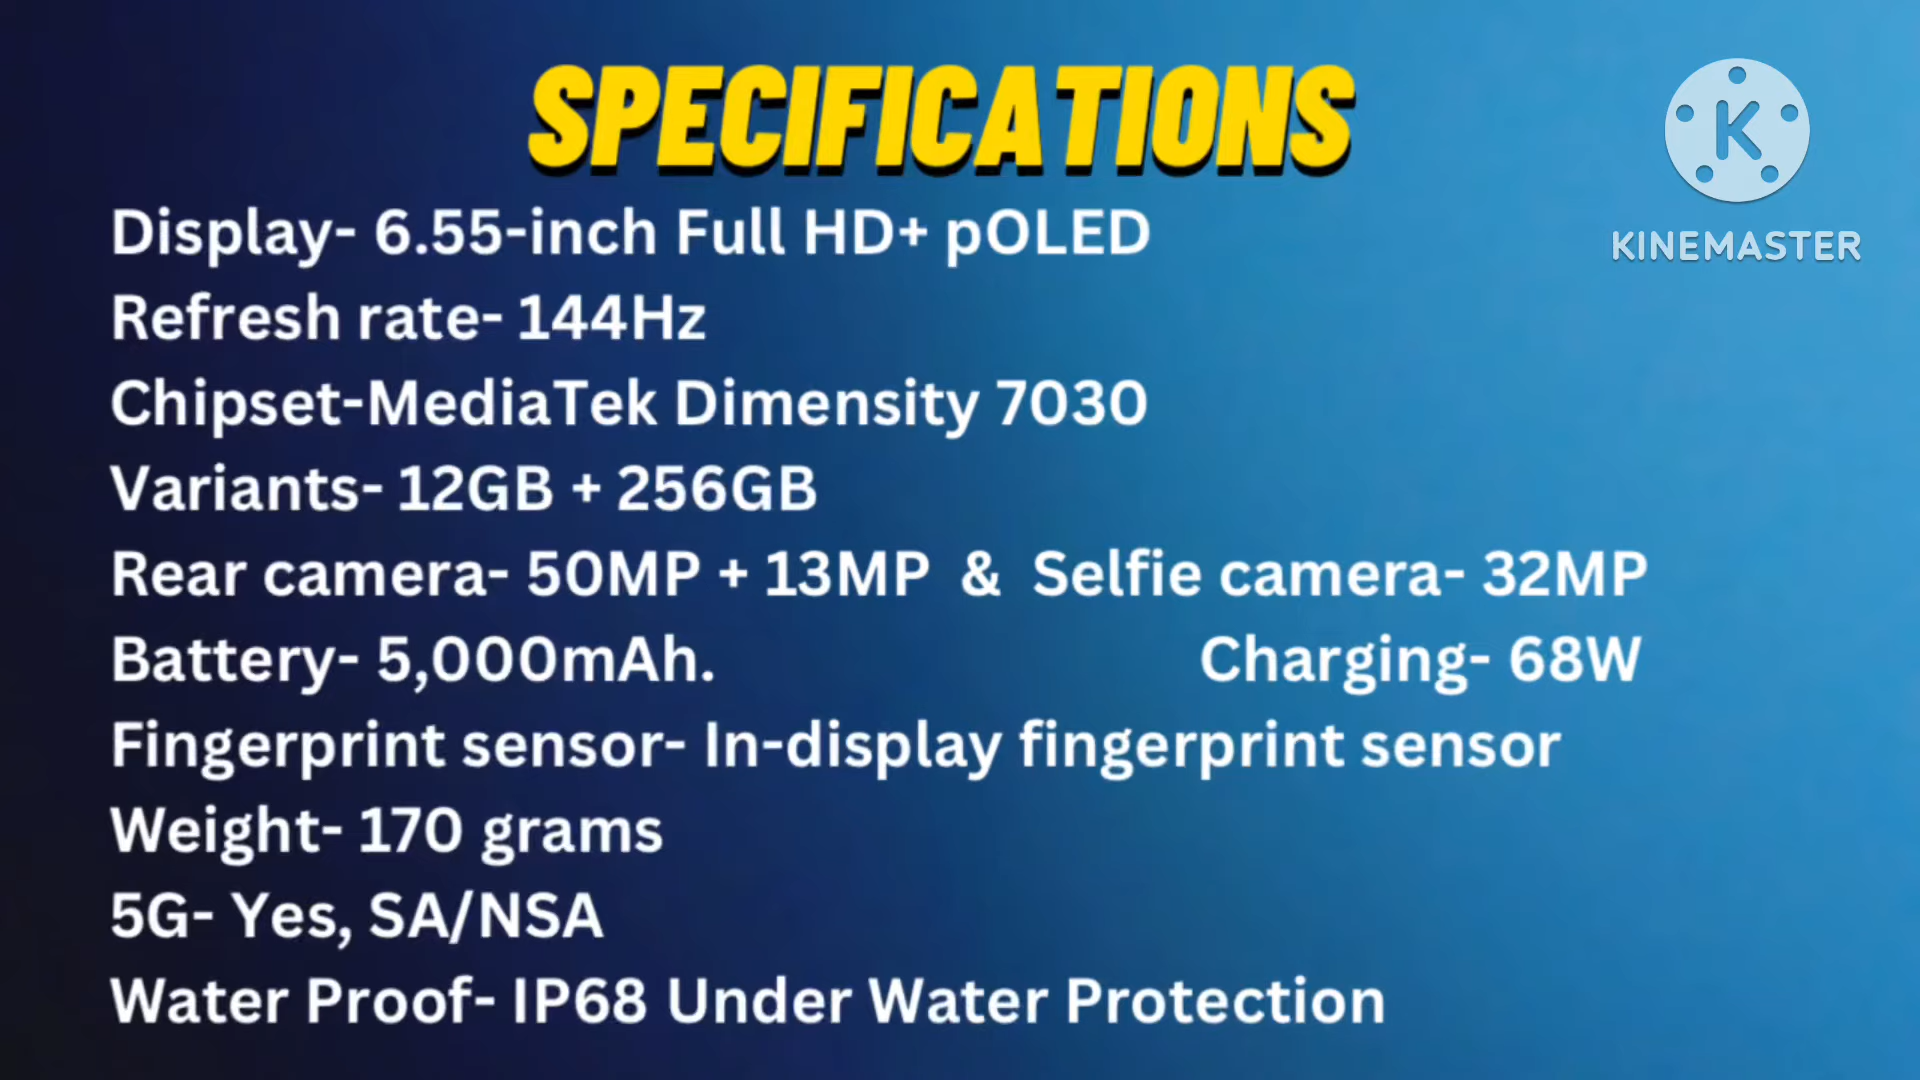 SPECIFICATIONS
K
KINEMASTER
Display- 6.55-inch Full HD+ pOLED
Refresh rate- 144Hz
Chipset-MediaTek Dimensity 7030
Variants- 12GB + 256GB
Rear camera- 50MP + 13MP & Selfie camera- 32MP
Battery- 5,000mAh. Charging- 68W
Fingerprint sensor- In-display fingerprint sensor
Weight- 170 grams
5G- Yes, SA/NSA
Water Proof- IP68 Under Water Protection